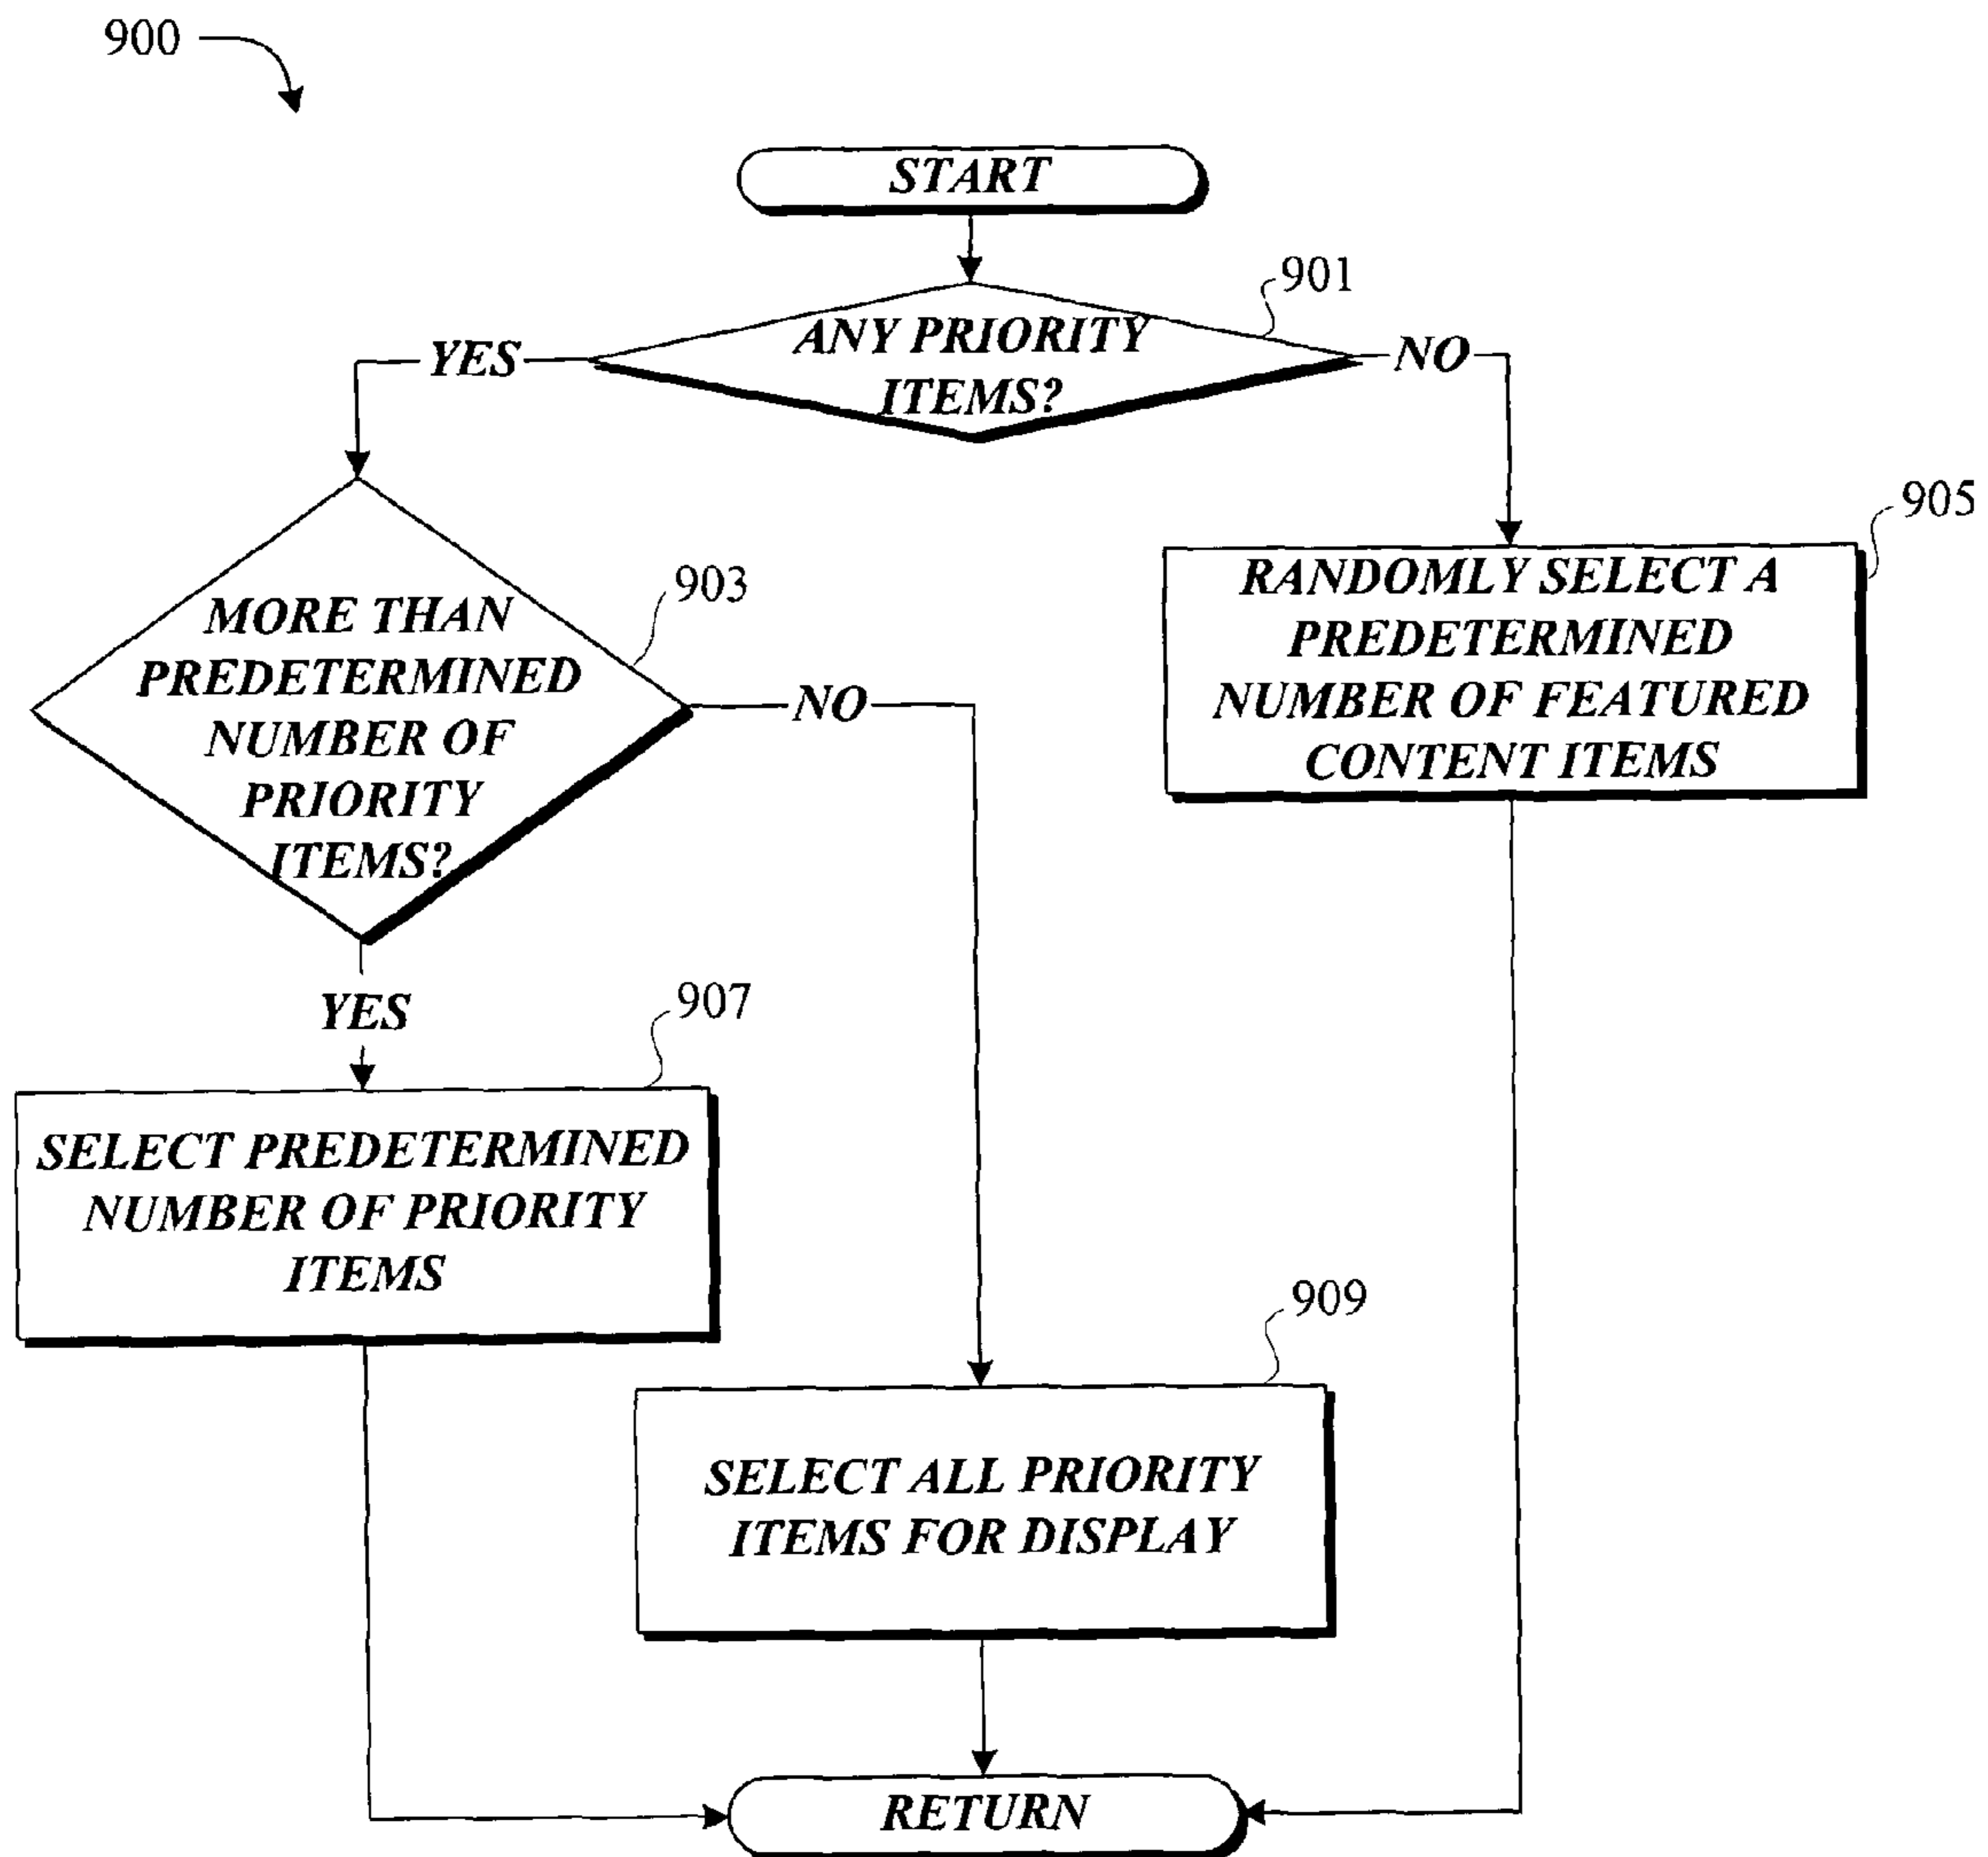 900
START
901
ANY PRIORITY
ITEMS?
YES
NO
905
RANDOMLY SELECT A
PREDETERMINED
NUMBER OF FEATURED
CONTENT ITEMS
903
MORE THAN
PREDETERMINED
NUMBER OF
PRIORITY
ITEMS?
NO
YES
907
SELECT PREDETERMINED
NUMBER OF PRIORITY
ITEMS
909
SELECT ALL PRIORITY
ITEMS FOR DISPLAY
RETURN